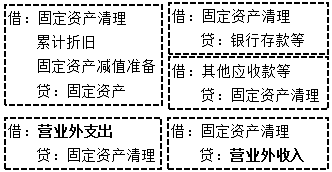 借：固定资产清理
累计折旧
固定资产减值准备
贷：固定资产
借：固定资产清理
贷：银行存款等
借：其他应收款等
贷：固定资产清理
借：营业外支出
贷：固定资产清理
借：固定资产清理
贷：营业外收入